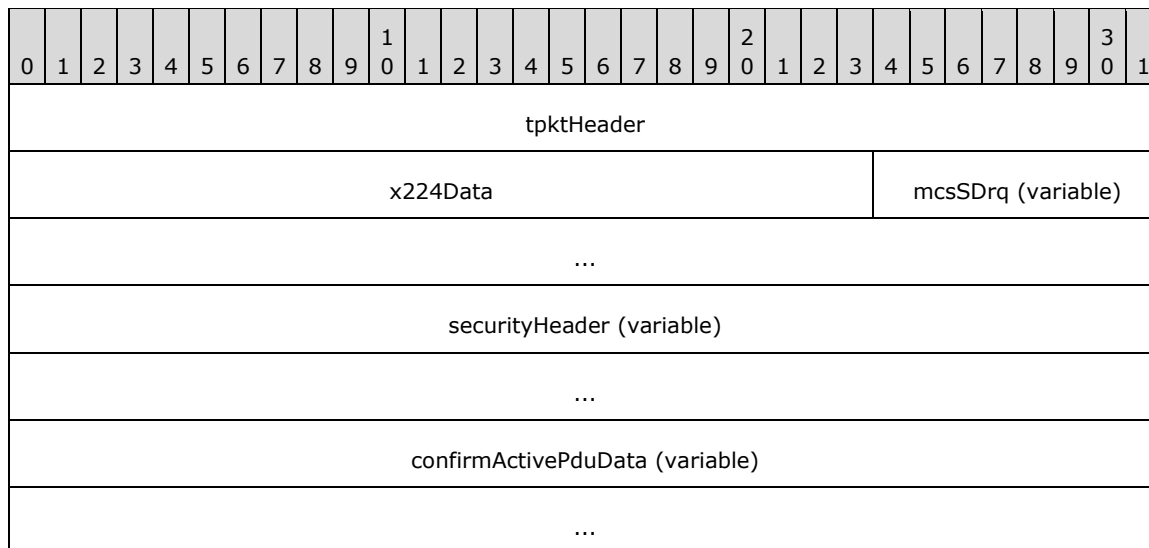 1 2 3
0 1 2 3 4 5 6 7 8 9 0 1 2 3 4 5 6 7 8 9 0 1 2 3 4 5 6 7 8 9 0 1
tpktHeader
x224Data mcsSDrq (variable)
...
securityHeader (variable)
...
confirmActivePduData (variable)
...